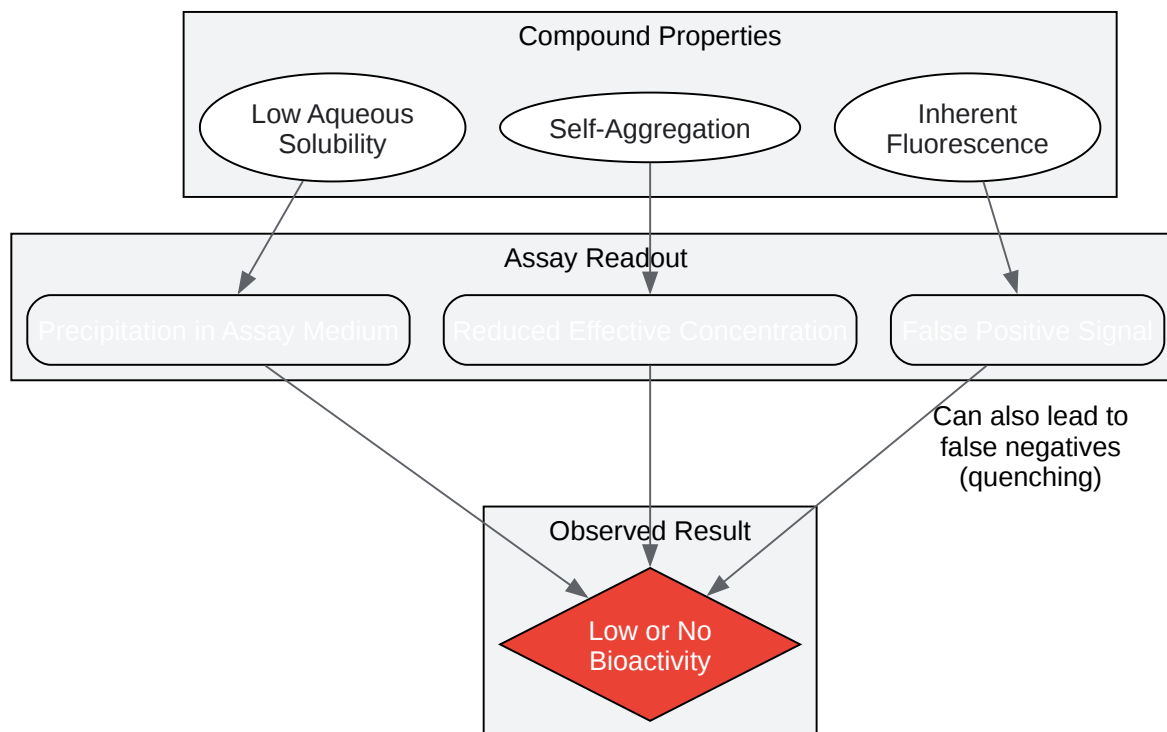 Compound Properties
Low Aqueous
Solubility
Self-Aggregation
Inherent
Fluorescence
Assay Readout
Precipitation in Assay Medium
Reduced Effective Concentration
False Positive Signal
Can also lead to
false negatives
(quenching)
Observed Result
Low or No
Bioactivity